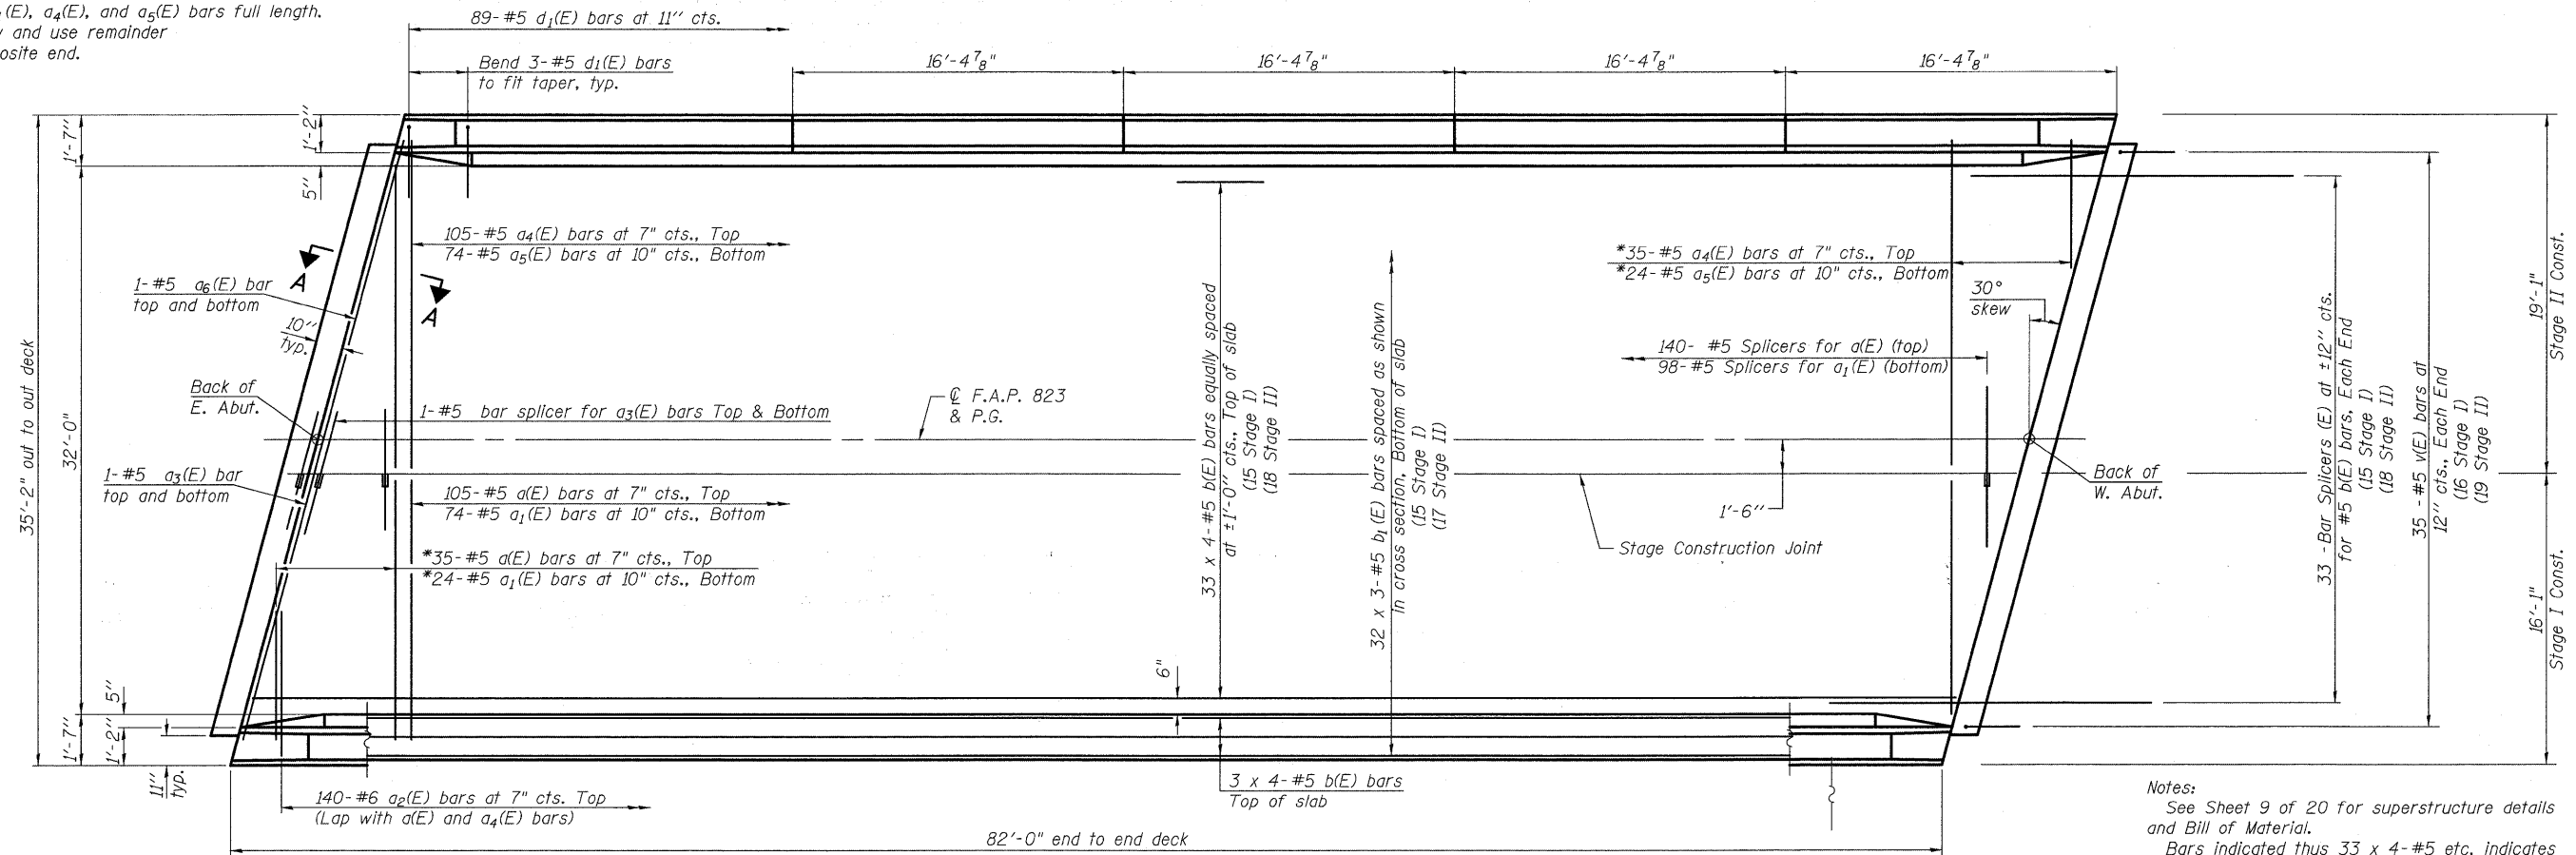 (E), a4(E), and a5(E) bars full length.
and use remainder
end.
89-#5 d1(E) bars at 11" cts.
Bend 3-#5 d1(E) bars
to fit taper, typ.
16'-4 7/8"
16'-4 7/8"
16'-4 7/8"
16'-4 7/8"
1'-7"
1'-2"
5"
35'-2" out to out deck
32'-0"
105-#5 a4(E) bars at 7" cts., Top
74-#5 a5(E) bars at 10" cts., Bottom
A
A
1-#5 a6(E) bar
top and bottom
10"
typ.
Back of
E. Abut.
1-#5 bar splicer for a3(E) bars Top & Bottom
℄ F.A.P. 823
& P.G.
1-#5 a3(E) bar
top and bottom
105-#5 a(E) bars at 7" cts., Top
74-#5 a1(E) bars at 10" cts., Bottom
*35-#5 a(E) bars at 7" cts., Top
*24-#5 a1(E) bars at 10" cts., Bottom
33 x 4-#5 b(E) bars equally spaced
at ±1'-0" cts., Top of slab
(15 Stage I)
(18 Stage II)
32 x 3-#5 b1(E) bars spaced as shown
in cross section, Bottom of slab
(15 Stage I)
(17 Stage II)
*35-#5 a4(E) bars at 7" cts., Top
*24-#5 a5(E) bars at 10" cts., Bottom
30°
skew
140- #5 Splicers for a(E) (top)
98-#5 Splicers for a1(E) (bottom)
1'-6"
Stage Construction Joint
Back of
W. Abut.
33 -Bar Splicers (E) at ±12" cts.
for #5 b(E) bars, Each End
(15 Stage I)
(18 Stage II)
35 -#5 v(E) bars at
12" cts., Each End
(16 Stage I)
(19 Stage II)
19'-1"
Stage II Const.
16'-1"
Stage I Const.
6"
5"
1'-7"
1'-2"
11"
typ.
140-#6 a2(E) bars at 7" cts. Top
(Lap with a(E) and a4(E) bars)
3 x 4-#5 b(E) bars
Top of slab
82'-0" end to end deck
Notes:
See Sheet 9 of 20 for superstructure details
and Bill of Material.
Bars indicated thus 33 x 4-#5 etc. indicates